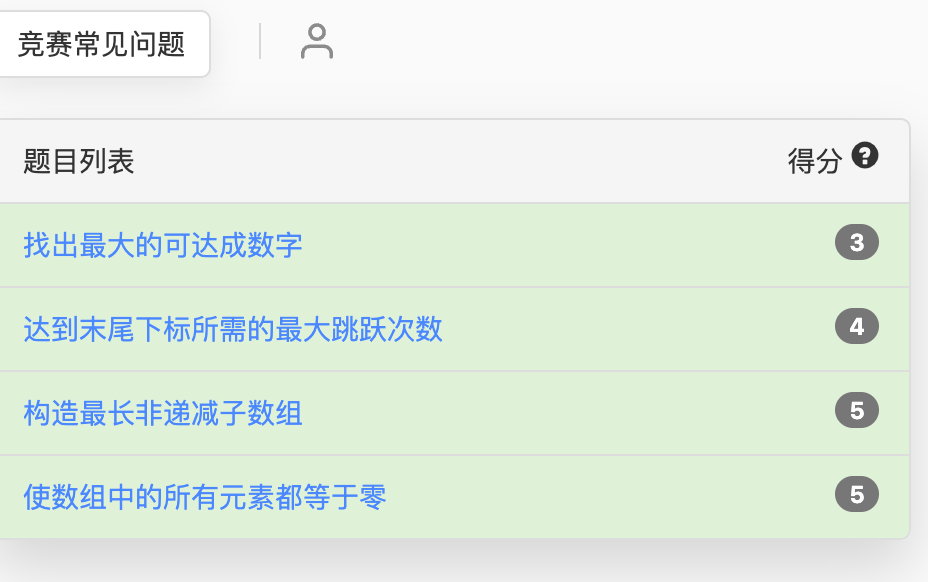 竞赛常见问题
题目列表 得分 ?
找出最大的可达成数字 3
达到末尾下标所需的最大跳跃次数 4
构造最长非递减子数组 5
使数组中的所有元素都等于零 5